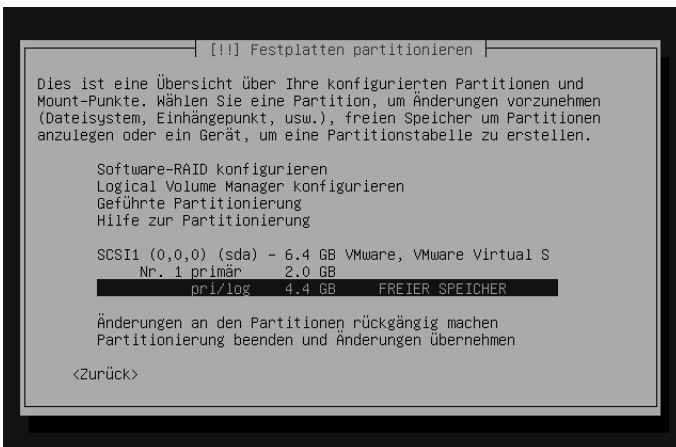 [!!] Festplatten partitionieren
Dies ist eine Übersicht über Ihre konfigurierten Partitionen und
Mount-Punkte. Wählen Sie eine Partition, um Änderungen vorzunehmen
(Dateisystem, Einhängepunkt, usw.), freien Speicher um Partitionen
anzulegen oder ein Gerät, um eine Partitionstabelle zu erstellen.
Software-RAID konfigurieren
Logical Volume Manager konfigurieren
Geführte Partitionierung
Hilfe zur Partitionierung
SCSI1 (0,0,0) (sda) - 6.4 GB VMware, VMware Virtual S
Nr. 1 primär 2.0 GB
pri/log 4.4 GB FREIER SPEICHER
Änderungen an den Partitionen rückgängig machen
Partitionierung beenden und Änderungen übernehmen
<Zurück>